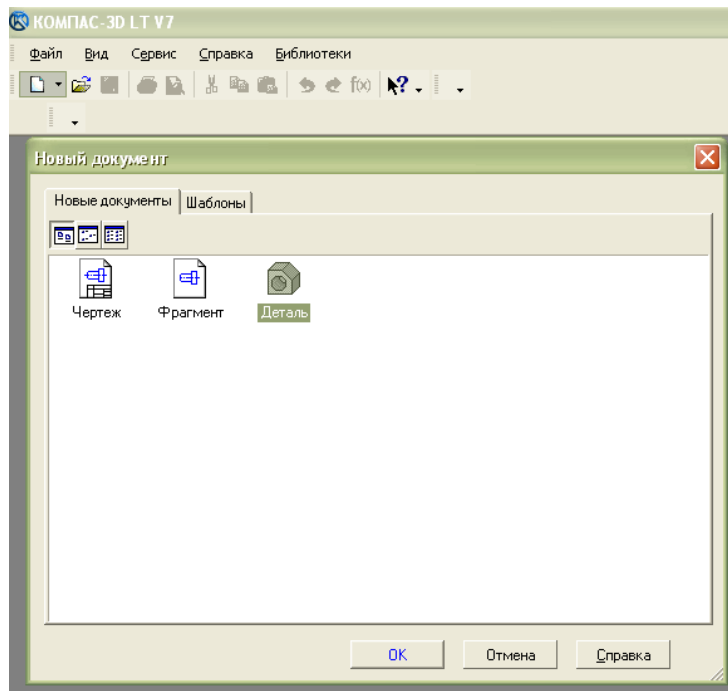 КОМПАС-3D LT V7
Файл Вид Сервис Справка Библиотеки
f(x) ?
Новый документ
Новые документы Шаблоны
Чертеж Фрагмент Деталь
OK Отмена Справка